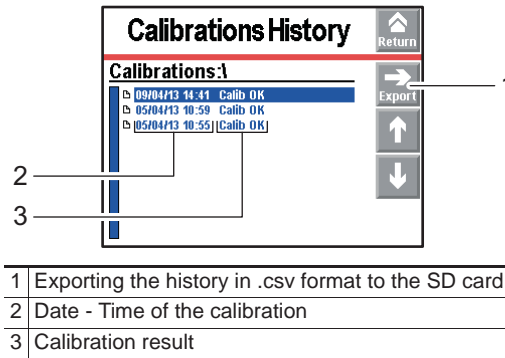 Calibrations History
Return
Calibrations:\
Export
09/04/13 14:41 Calib OK
05/04/13 10:59 Calib OK
05/04/13 10:55 Calib OK
2
3
1 Exporting the history in .csv format to the SD card
2 Date - Time of the calibration
3 Calibration result